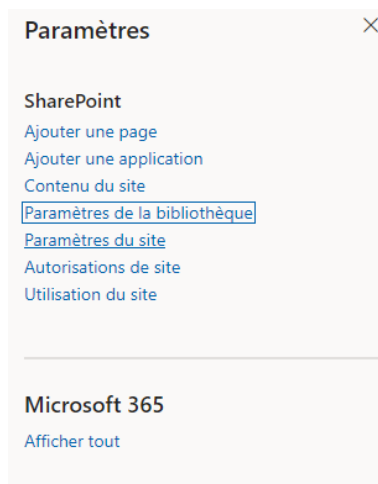 Paramètres
SharePoint
Ajouter une page
Ajouter une application
Contenu du site
Paramètres de la bibliothèque
Paramètres du site
Autorisations de site
Utilisation du site
Microsoft 365
Afficher tout